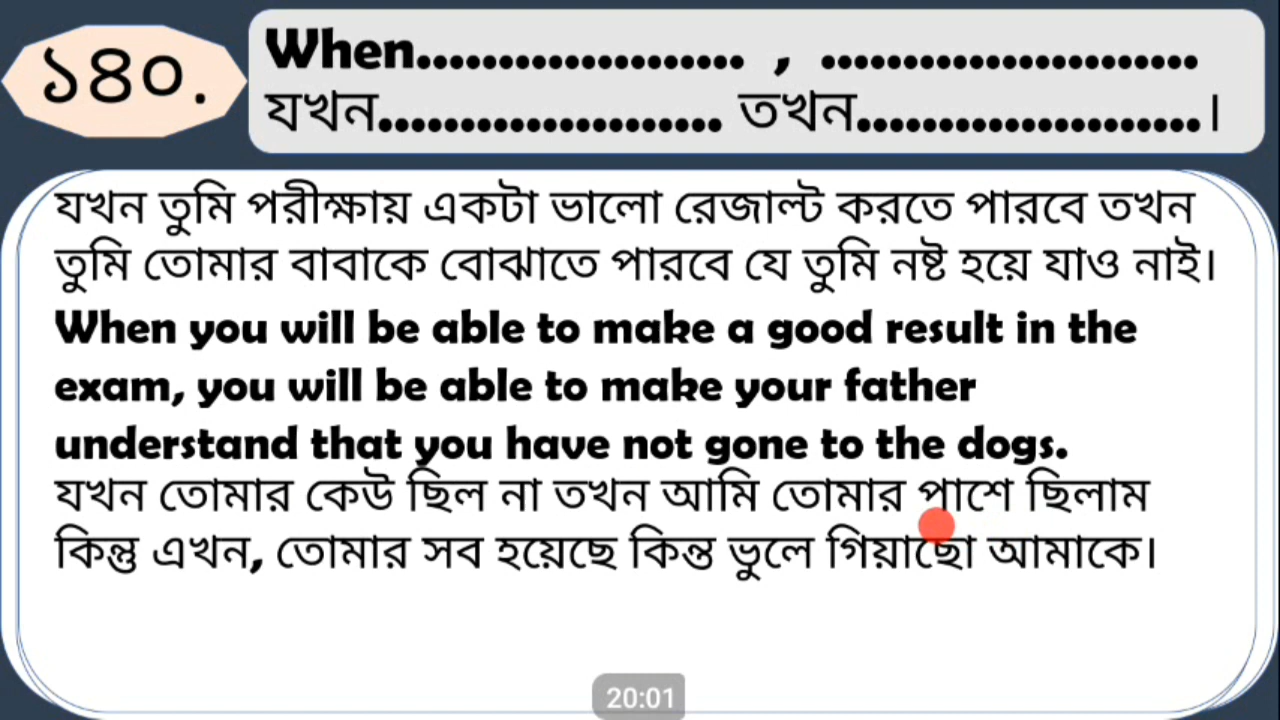 ১৪০.
When.................... , .......................
যখন..................... তখন.....................।
যখন তুমি পরীক্ষায় একটা ভালো রেজাল্ট করতে পারবে তখন
তুমি তোমার বাবাকে বোঝাতে পারবে যে তুমি নষ্ট হয়ে যাও নাই।
When you will be able to make a good result in the
exam, you will be able to make your father
understand that you have not gone to the dogs.
যখন তোমার কেউ ছিল না তখন আমি তোমার পাশে ছিলাম
কিন্তু এখন, তোমার সব হয়েছে কিন্ত ভুলে গিয়াছো আমাকে।
20:01